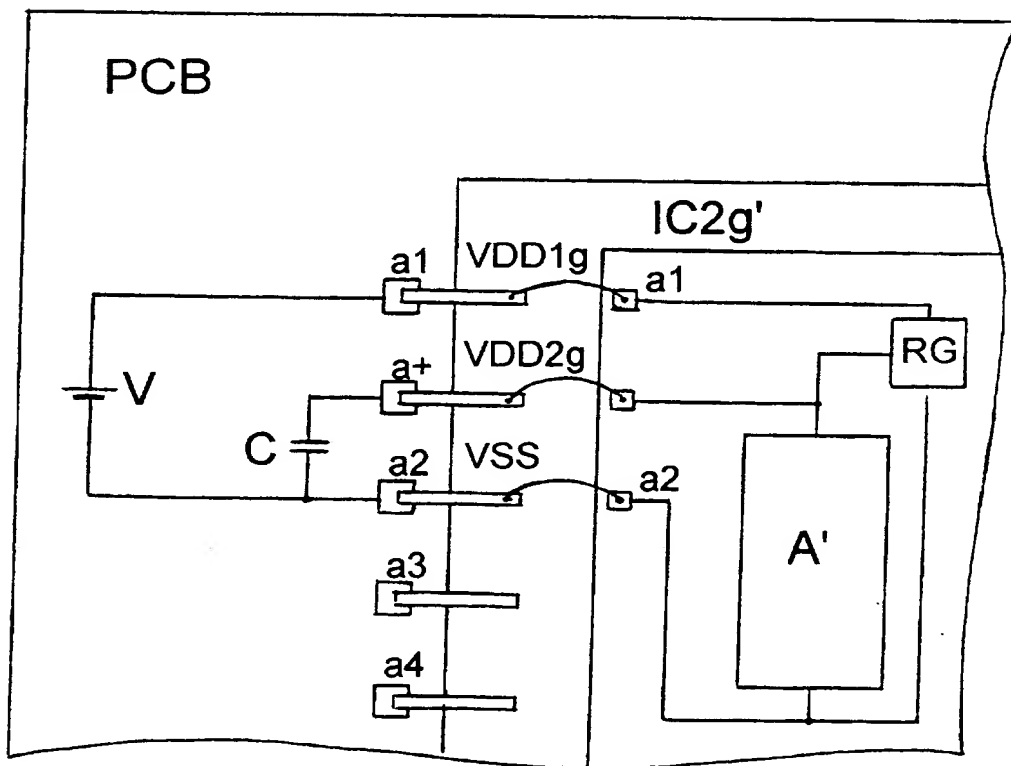 PCB
IC2g'
a1 VDD1g a1
RG
a+ VDD2g
V
C
a2 VSS a2
A'
a3
a4